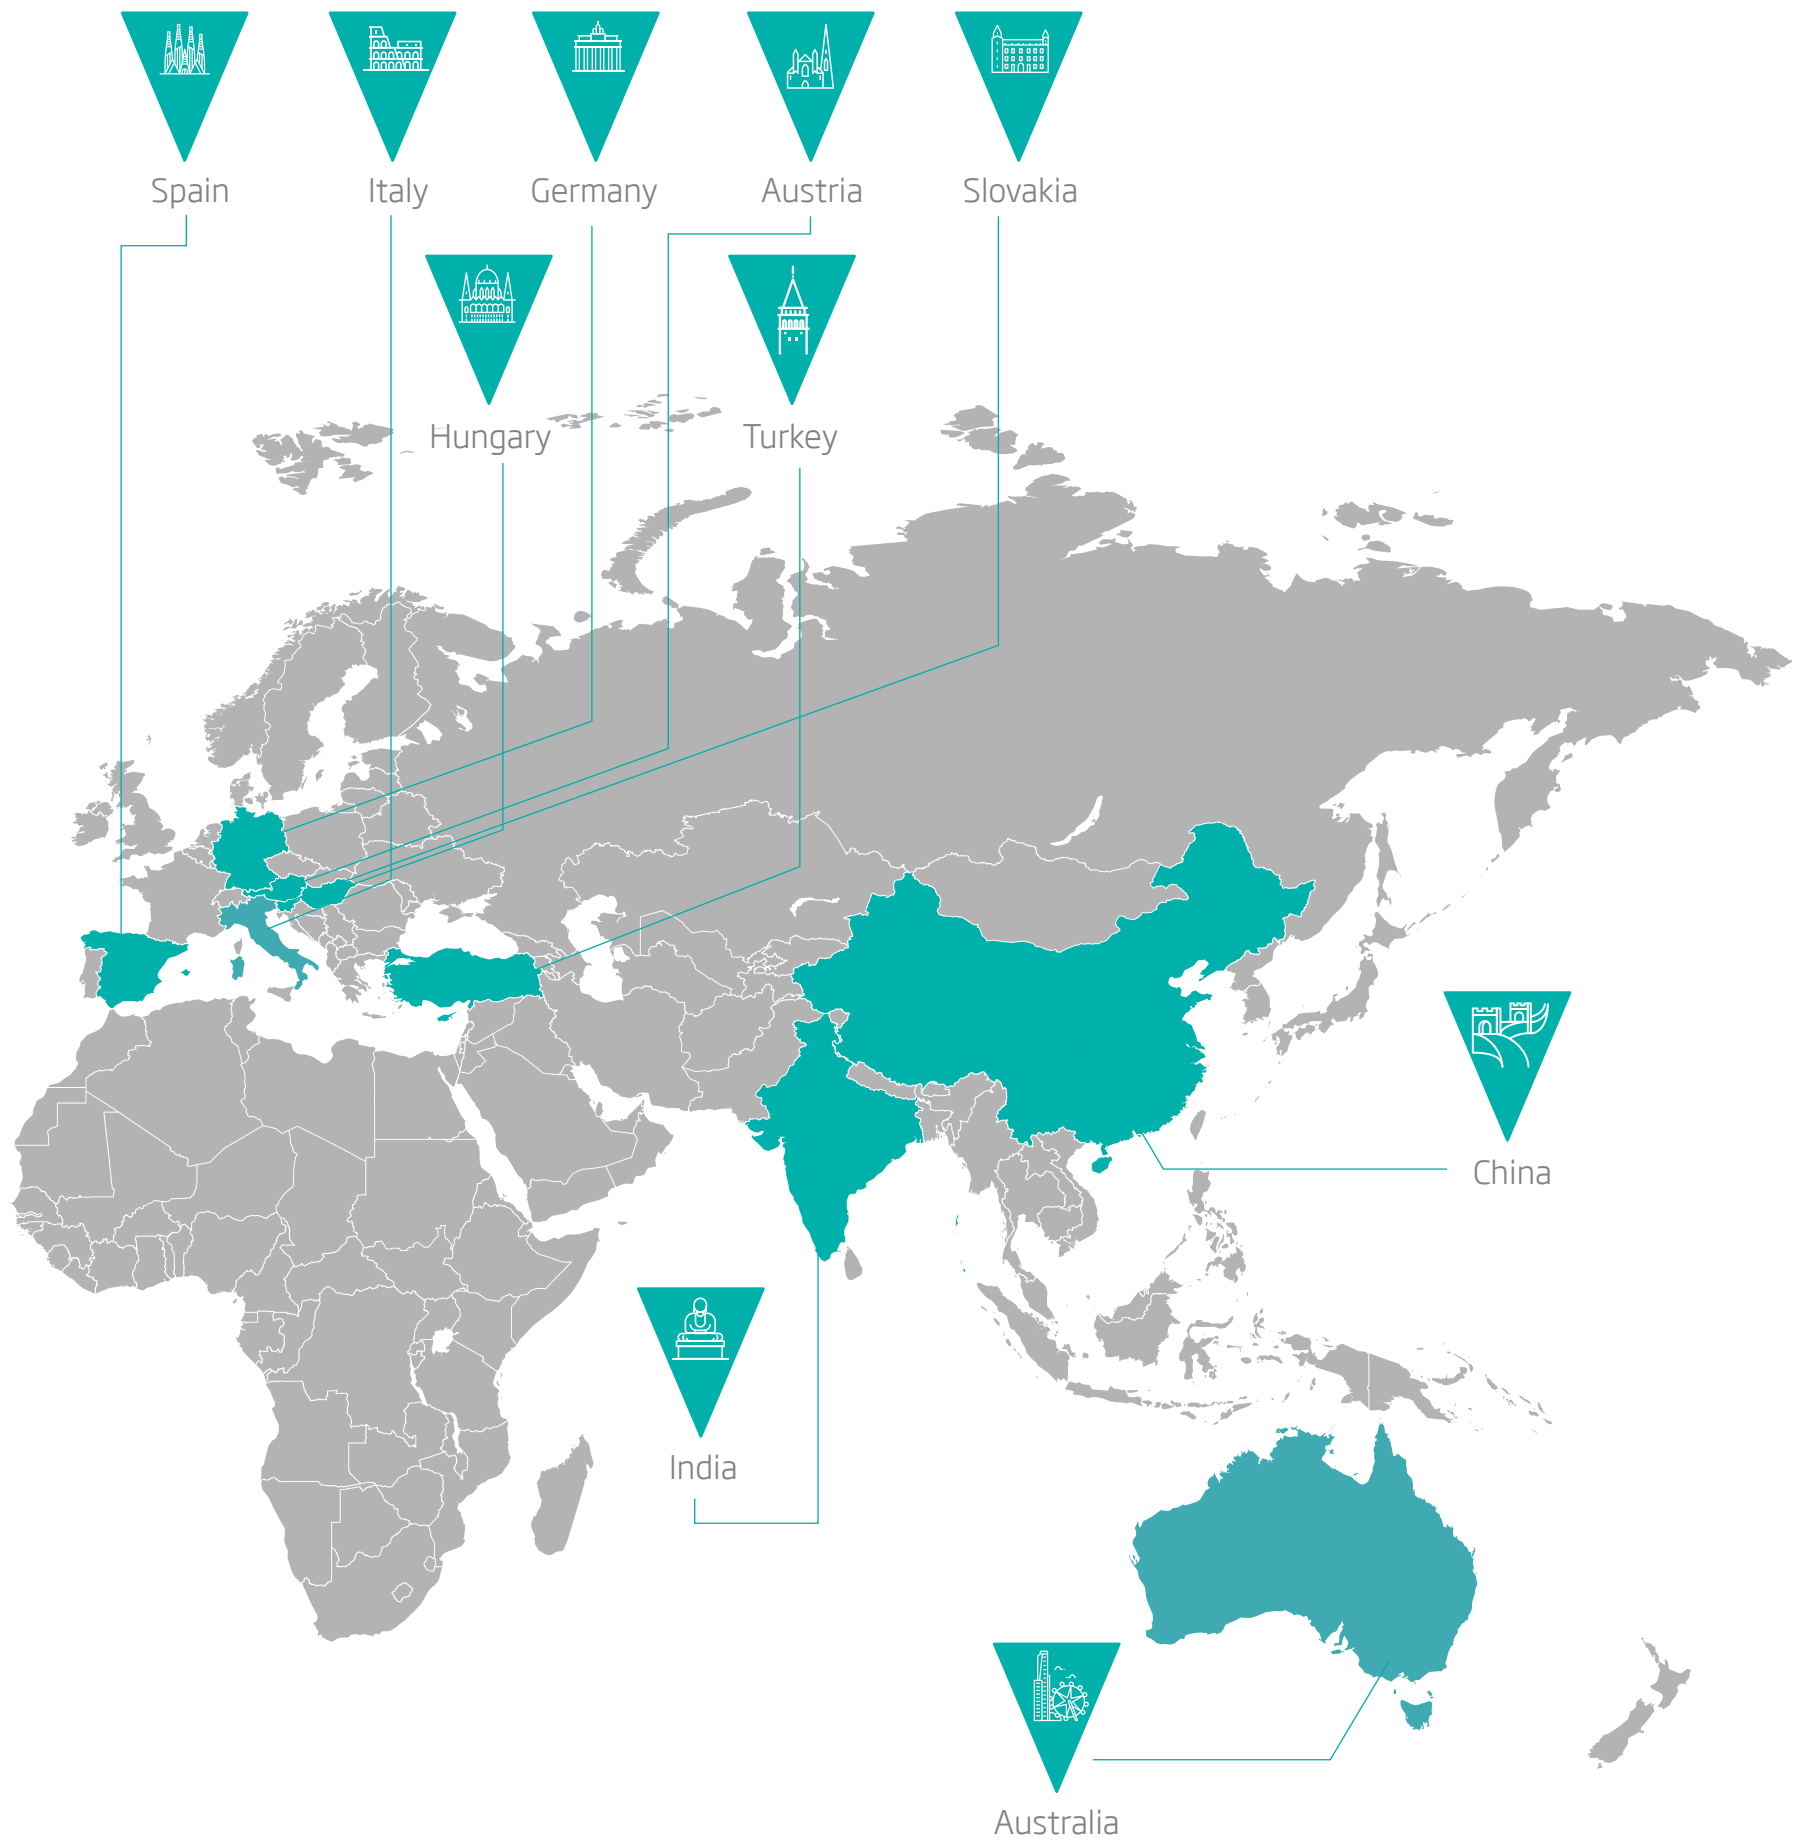 Spain
Italy
Germany
Austria
Slovakia
Hungary
Turkey
China
India
Australia